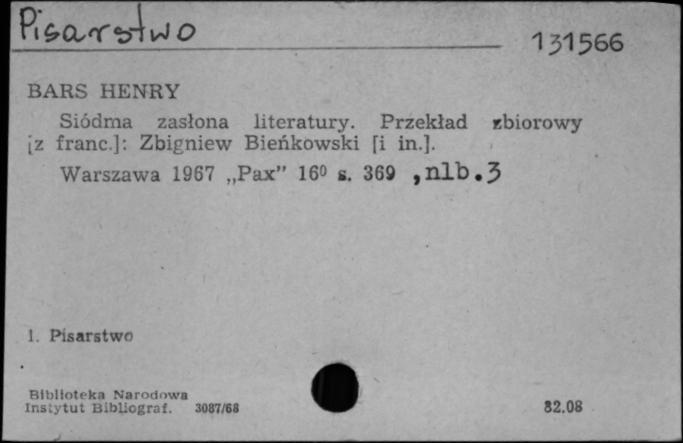 Pisarstwo
131566
BARS HENRY
Siódma zasłona literatury. Przekład zbiorowy
[z franc.]: Zbigniew Bieńkowski [i in.].
Warszawa 1967 „Pax” 16⁰ s. 369 ,nlb.3
1. Pisarstwo
Biblioteka Narodowa
Instytut Bibliograf. 3087/68
82.08